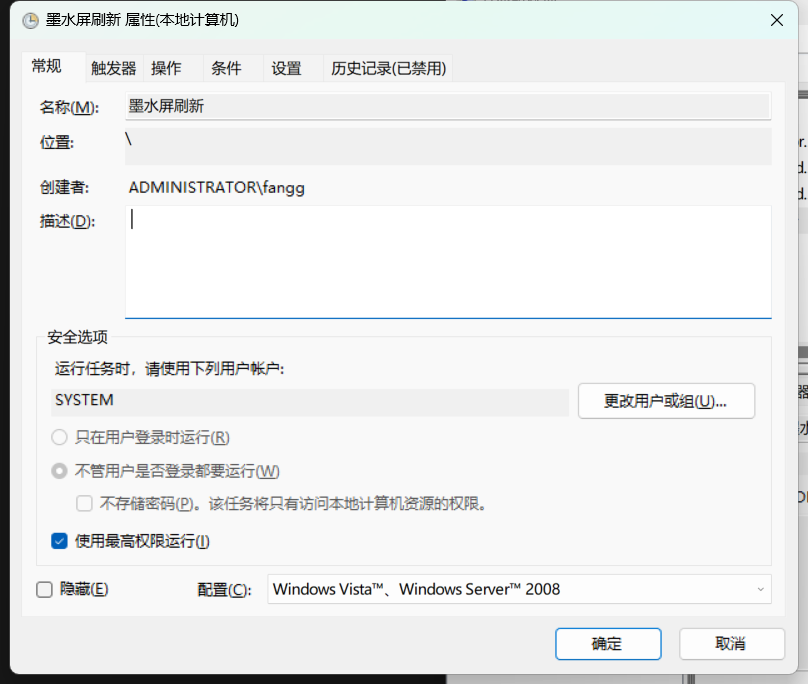 墨水屏刷新 属性(本地计算机)
常规 触发器 操作 条件 设置 历史记录(已禁用)
名称(M): 墨水屏刷新
位置: \
创建者: ADMINISTRATOR\fangg
描述(D):
安全选项
运行任务时，请使用下列用户帐户:
SYSTEM 更改用户或组(U)...
只在用户登录时运行(R)
不管用户是否登录都要运行(W)
不存储密码(P)。该任务将只有访问本地计算机资源的权限。
使用最高权限运行(I)
隐藏(E) 配置(C): Windows Vista™、Windows Server™ 2008
确定 取消